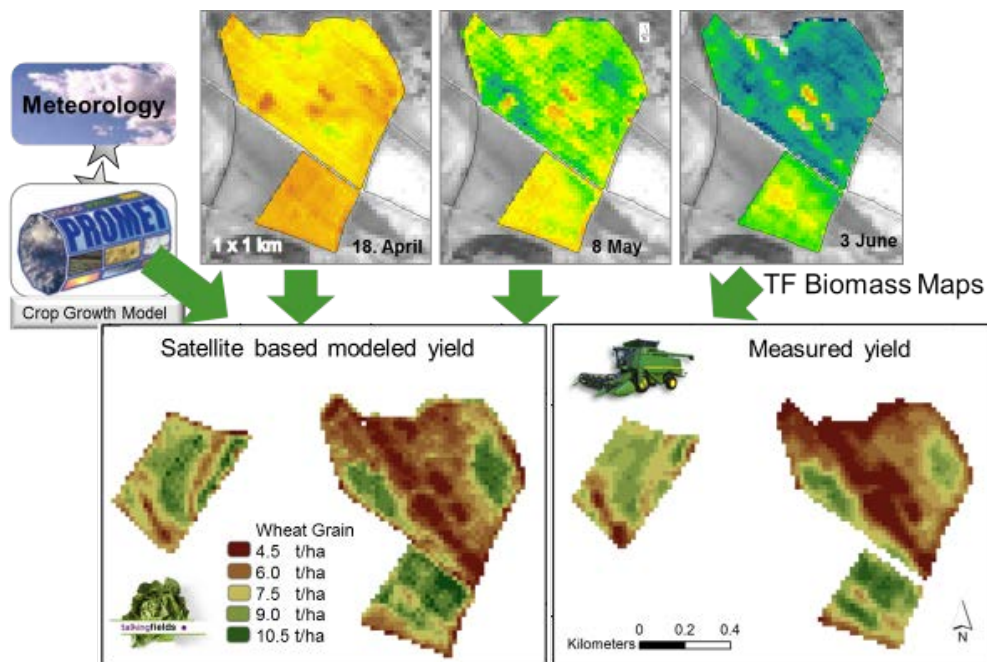 Meteorology
PROMET
Crop Growth Model
1 x 1 km
18. April
8 May
3 June
TF Biomass Maps
Satellite based modeled yield
Wheat Grain
4.5 t/ha
6.0 t/ha
7.5 t/ha
9.0 t/ha
10.5 t/ha
talkingfields
Measured yield
Kilometers
0 0.2 0.4
N